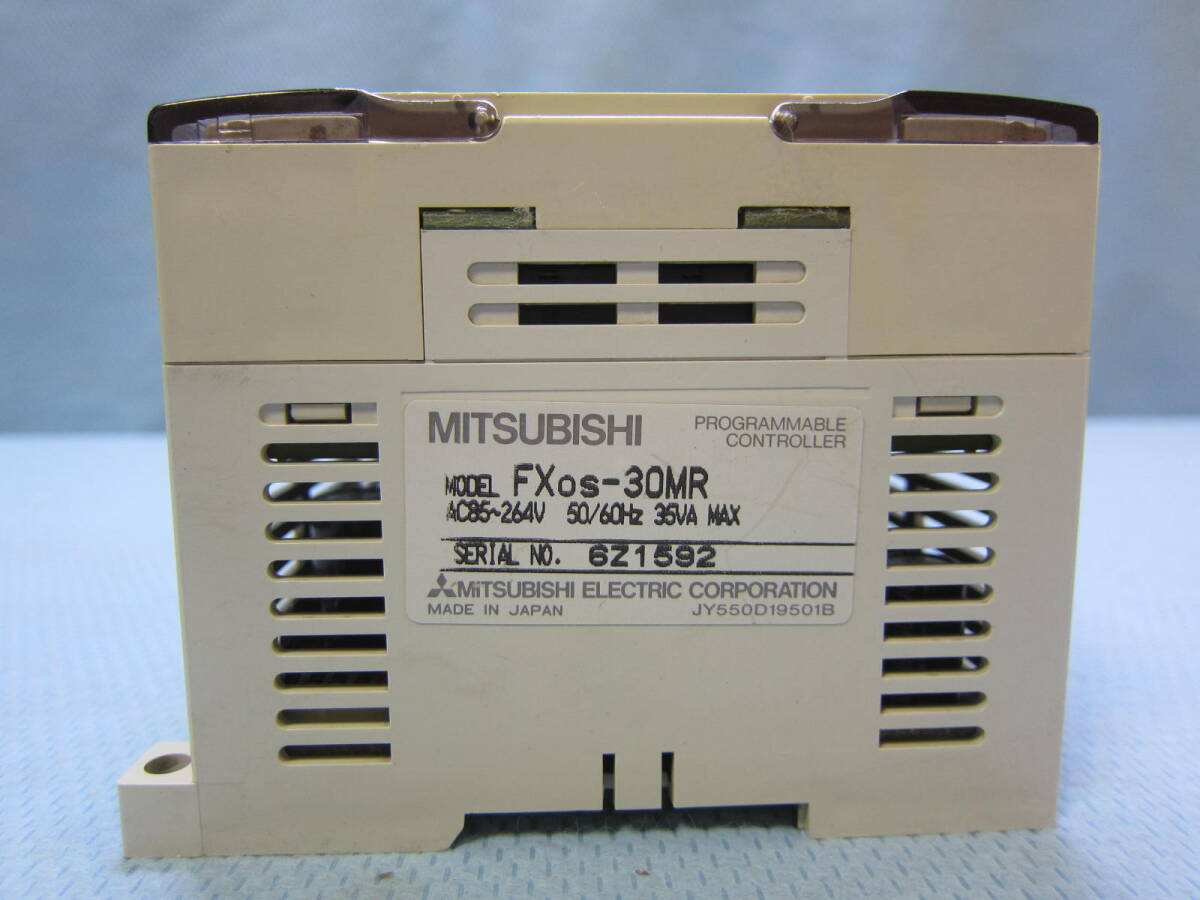 MITSUBISHI
PROGRAMMABLE
CONTROLLER
MODEL FXos-30MR
AC85~264V 50/60Hz 35VA MAX
SERIAL NO. 6Z1592
MITSUBISHI ELECTRIC CORPORATION
MADE IN JAPAN JY550D19501B